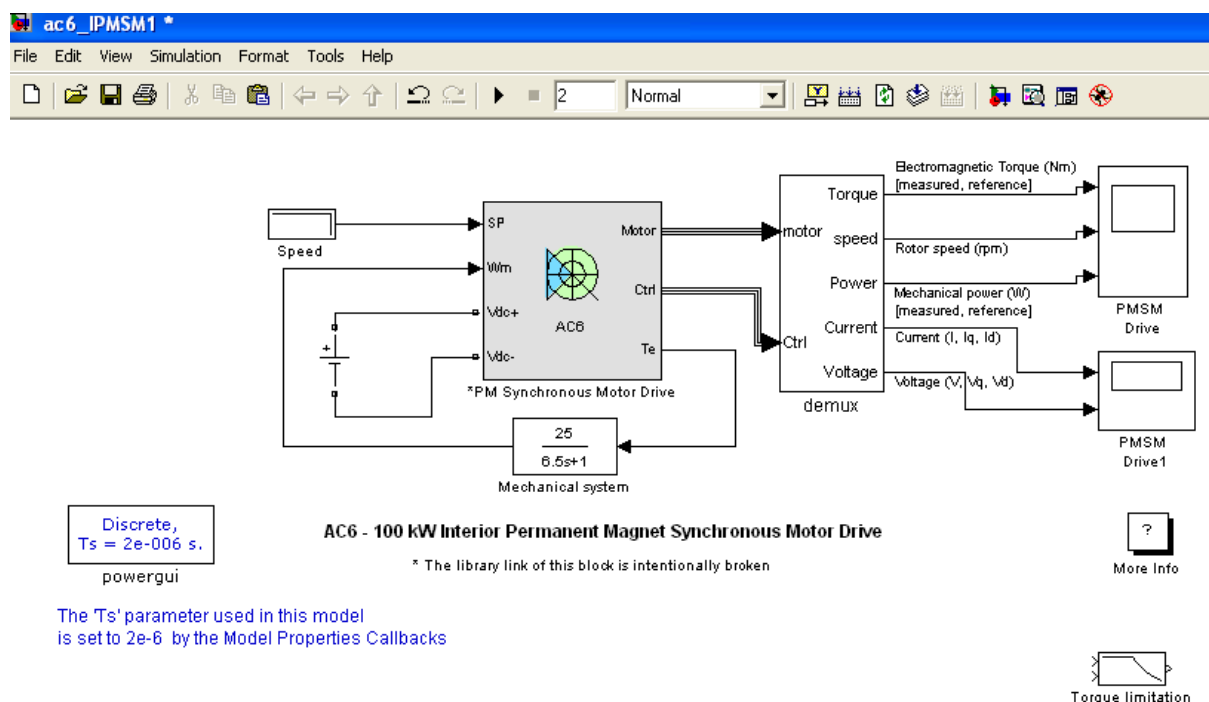 ac6_IPMSM1 *
File Edit View Simulation Format Tools Help
2 Normal
Speed
SP
Wm
Vdc+
Vdc-
Motor
Ctrl
Te
AC6
*PM Synchronous Motor Drive
+
25
6.5s+1
Mechanical system
motor
Ctrl
Torque
speed
Power
Current
Voltage
demux
Electromagnetic Torque (Nm)
[measured, reference]
Rotor speed (rpm)
Mechanical power (W)
[measured, reference]
Current (I, Iq, Id)
Voltage (V, Vq, Vd)
PMSM
Drive
PMSM
Drive1
Discrete,
Ts = 2e-006 s.
powergui
AC6 - 100 kW Interior Permanent Magnet Synchronous Motor Drive
* The library link of this block is intentionally broken
?
More Info
The 'Ts' parameter used in this model
is set to 2e-6 by the Model Properties Callbacks
Torque limitation